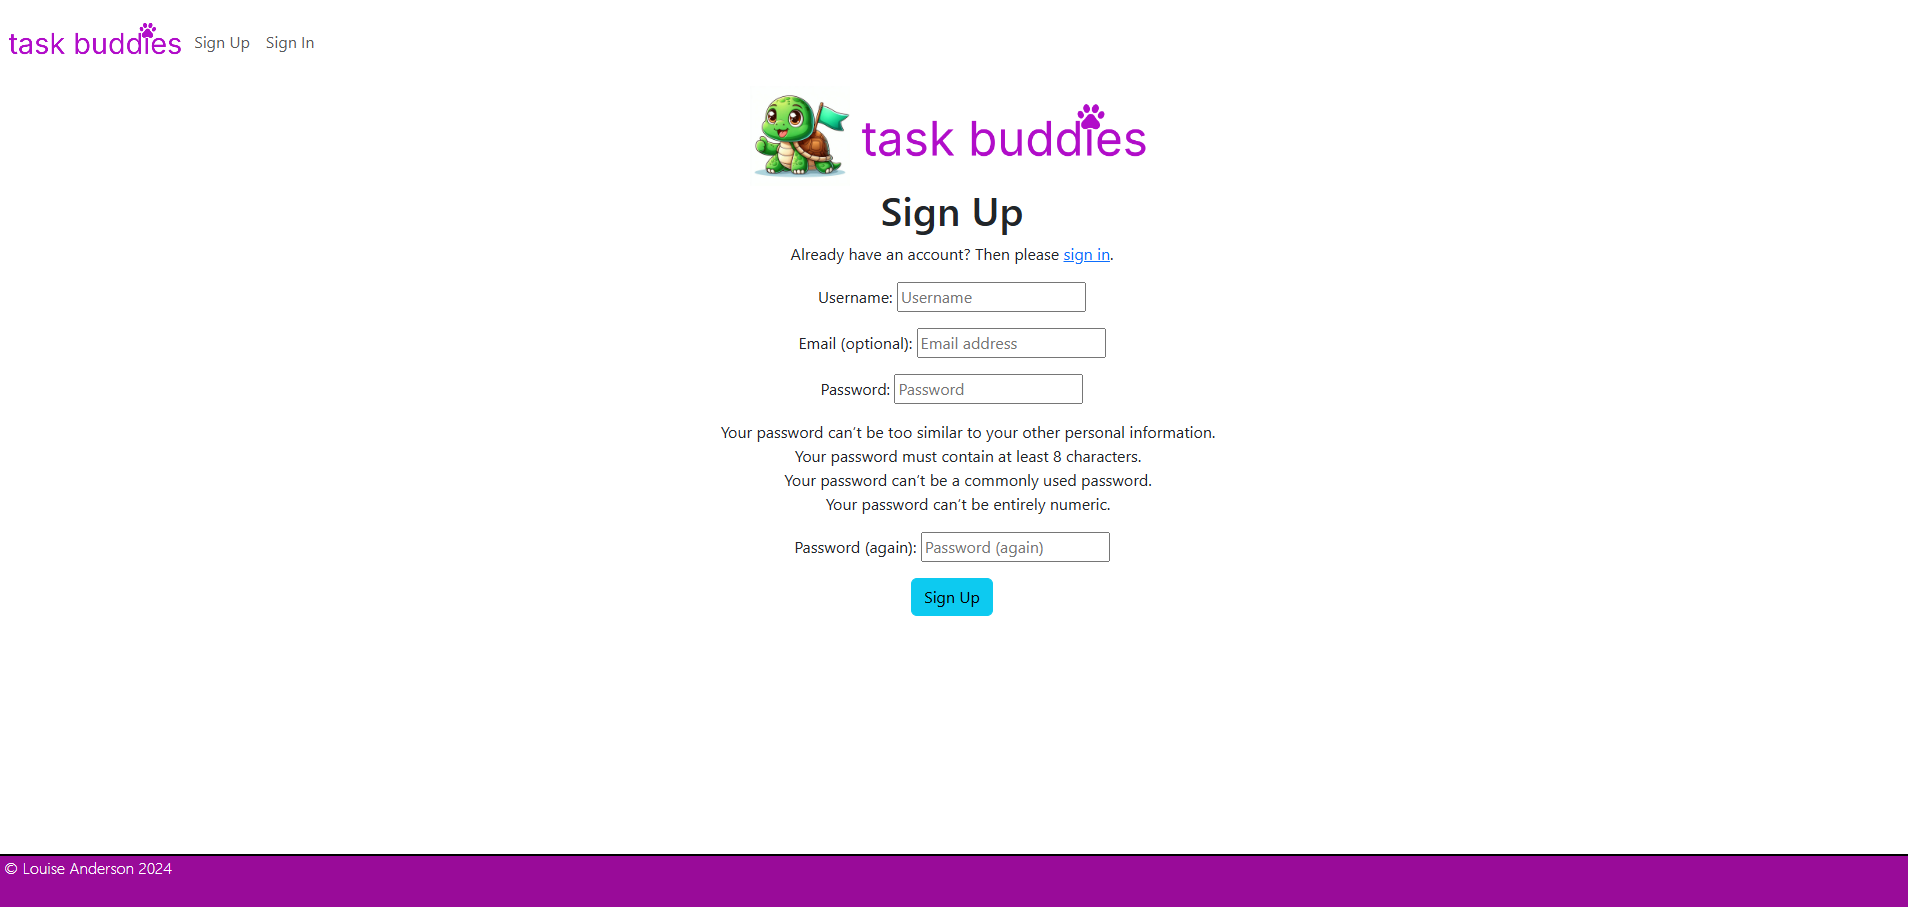 task buddies Sign Up Sign In
task buddies
Sign Up
Already have an account? Then please sign in.
Username: Username
Email (optional): Email address
Password: Password
Your password can't be too similar to your other personal information.
Your password must contain at least 8 characters.
Your password can't be a commonly used password.
Your password can't be entirely numeric.
Password (again): Password (again)
Sign Up
© Louise Anderson 2024